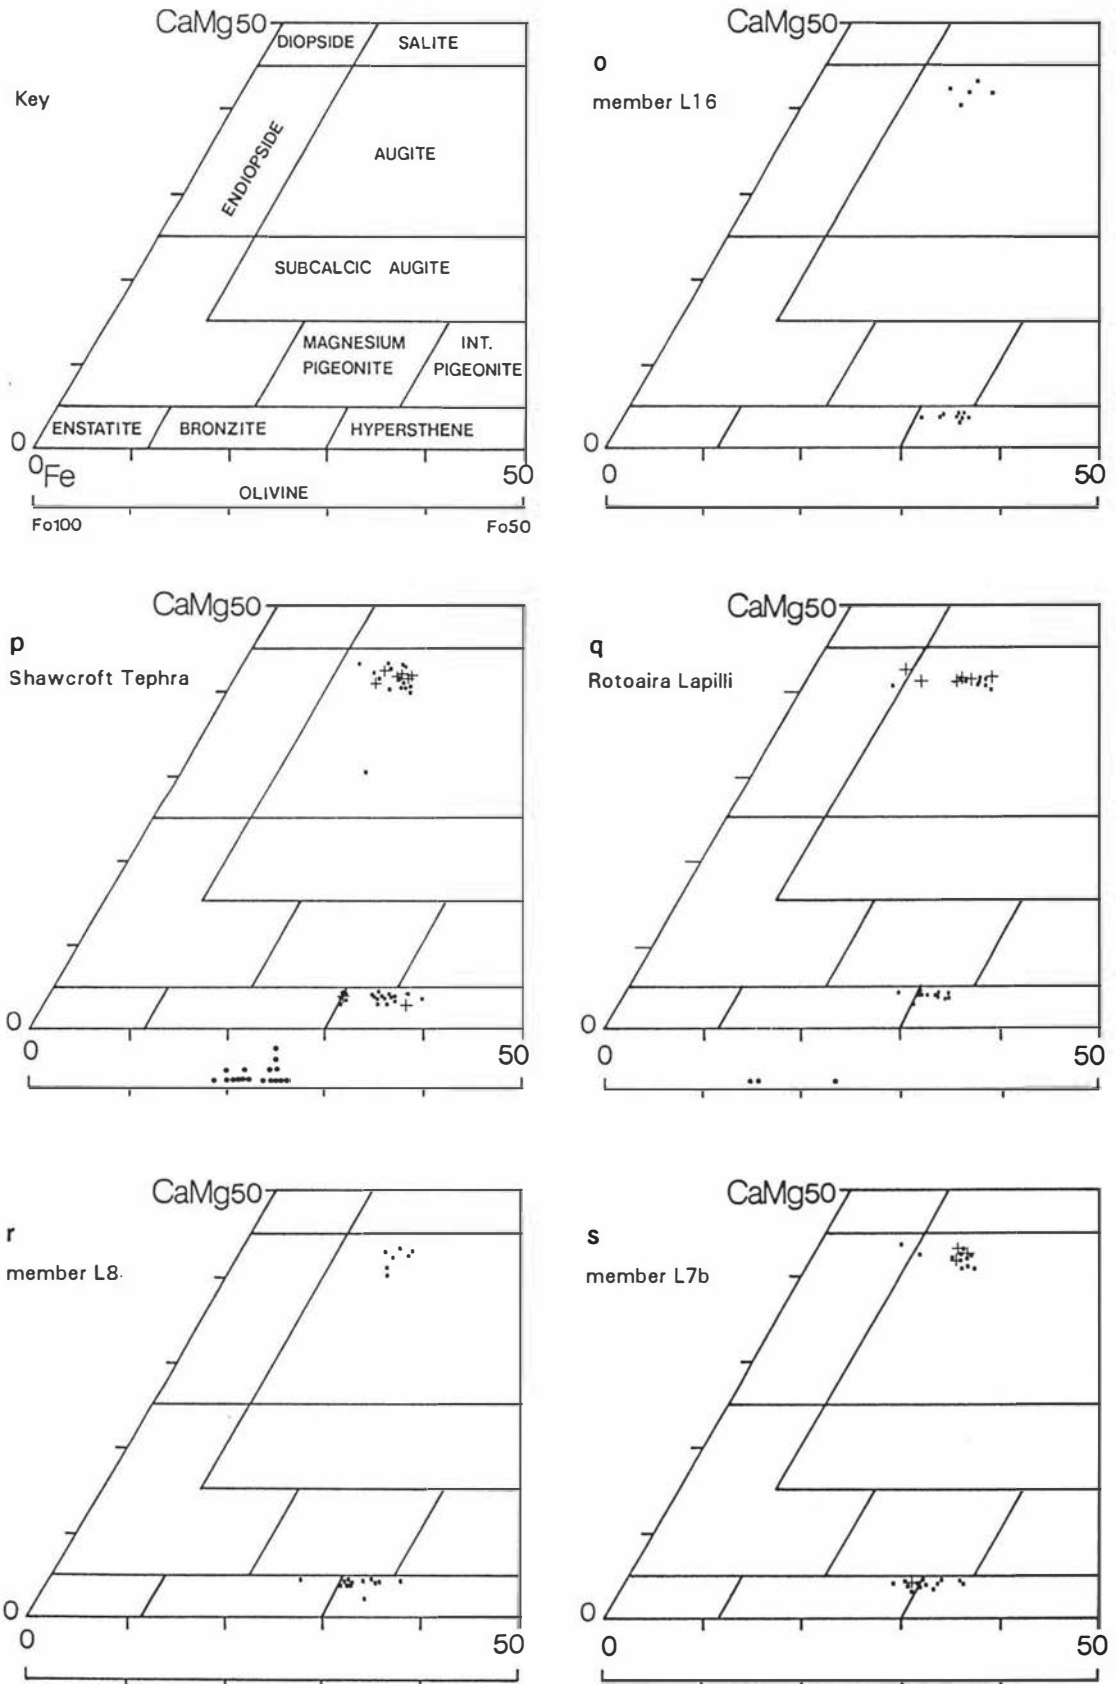 CaMg50
DIOPSIDE SALITE
Key
ENDIOPSIDE
AUGITE
SUBCALCIC AUGITE
MAGNESIUM PIGEONITE
INT. PIGEONITE
ENSTATITE BRONZITE HYPERSTHENE
0
0Fe 50
OLIVINE
Fo100 Fo50
CaMg50
o
member L16
0
0 50
CaMg50
p
Shawcroft Tephra
0
0 50
CaMg50
q
Rotoaira Lapilli
0
0 50
CaMg50
r
member L8
0
0 50
CaMg50
s
member L7b
0
0 50